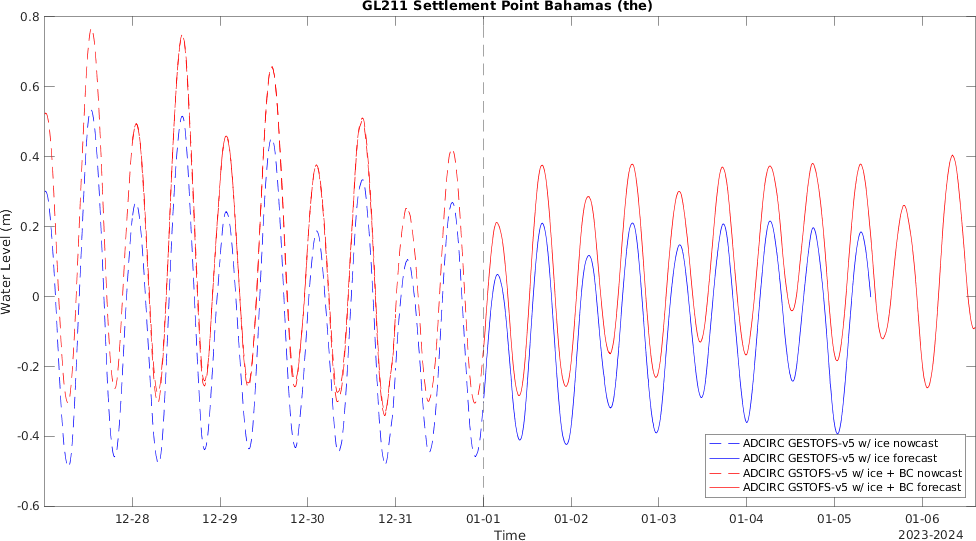 GL211 Settlement Point Bahamas (the)
0.8
0.6
0.4
0.2
0
-0.2
-0.4
-0.6
Water Level (m)
12-28 12-29 12-30 12-31 01-01 01-02 01-03 01-04 01-05 01-06
Time
2023-2024
ADCIRC GESTOFS-v5 w/ ice nowcast
ADCIRC GESTOFS-v5 w/ ice forecast
ADCIRC GSTOFS-v5 w/ ice + BC nowcast
ADCIRC GSTOFS-v5 w/ ice + BC forecast